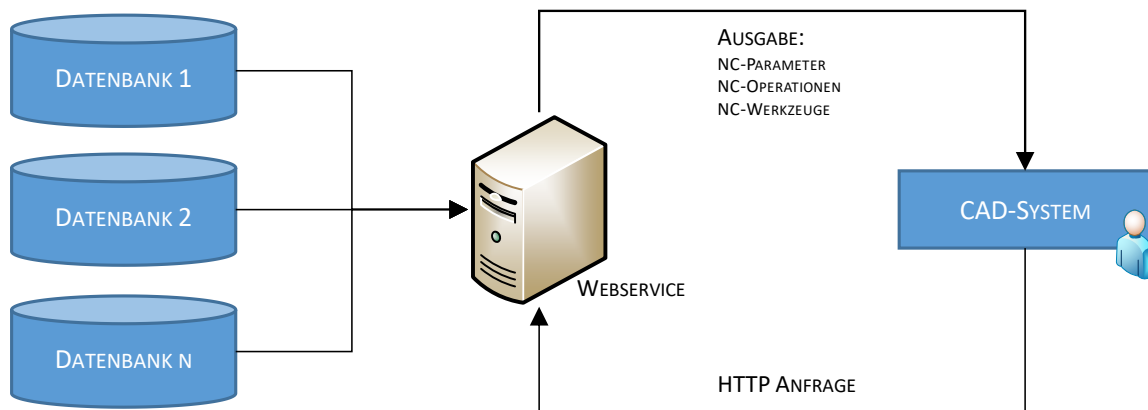 Datenbank 1
Datenbank 2
Datenbank n
Webservice
Ausgabe:
NC-Parameter
NC-Operationen
NC-Werkzeuge
CAD-System
HTTP Anfrage